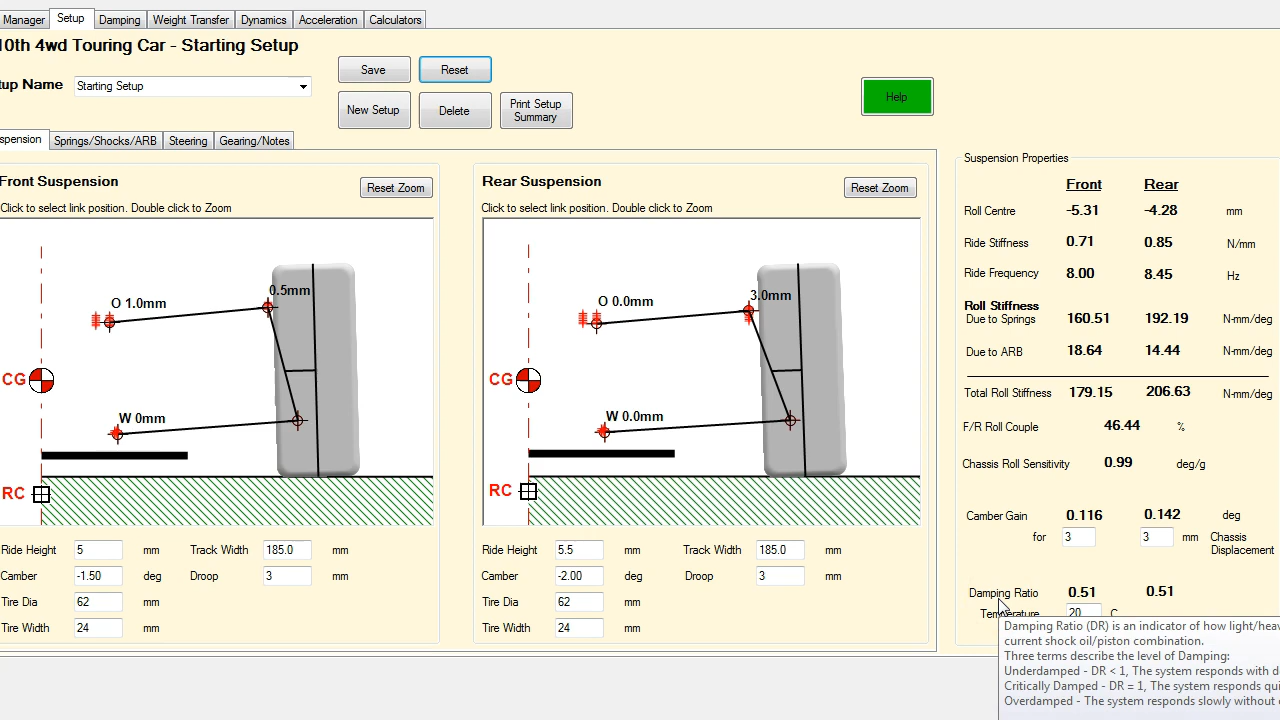 Manager Setup Damping Weight Transfer Dynamics Acceleration Calculators
10th 4wd Touring Car - Starting Setup
tup Name Starting Setup
Save Reset
New Setup Delete Print Setup Summary
Help
spension Springs/Shocks/ARB Steering Gearing/Notes
Front Suspension
Reset Zoom
Click to select link position. Double click to Zoom
O 1.0mm
0.5mm
CG
W 0mm
RC
Ride Height 5 mm Track Width 185.0 mm
Camber -1.50 deg Droop 3 mm
Tire Dia 62 mm
Tire Width 24 mm
Rear Suspension
Reset Zoom
Click to select link position. Double click to Zoom
O 0.0mm
3.0mm
CG
W 0.0mm
RC
Ride Height 5.5 mm Track Width 185.0 mm
Camber -2.00 deg Droop 3 mm
Tire Dia 62 mm
Tire Width 24 mm
Suspension Properties
Front Rear
Roll Centre -5.31 -4.28 mm
Ride Stiffness 0.71 0.85 N/mm
Ride Frequency 8.00 8.45 Hz
Roll Stiffness
Due to Springs 160.51 192.19 N-mm/deg
Due to ARB 18.64 14.44 N-mm/deg
Total Roll Stiffness 179.15 206.63 N-mm/deg
F/R Roll Couple 46.44 %
Chassis Roll Sensitivity 0.99 deg/g
Camber Gain 0.116 0.142 deg
for 3 3 mm Chassis
Displacement
Damping Ratio 0.51 0.51
Temperature 20 C
Damping Ratio (DR) is an indicator of how light/hea
current shock oil/piston combination.
Three terms describe the level of Damping:
Underdamped - DR < 1, The system responds with
Critically Damped - DR = 1, The system responds qui
Overdamped - The system responds slowly without